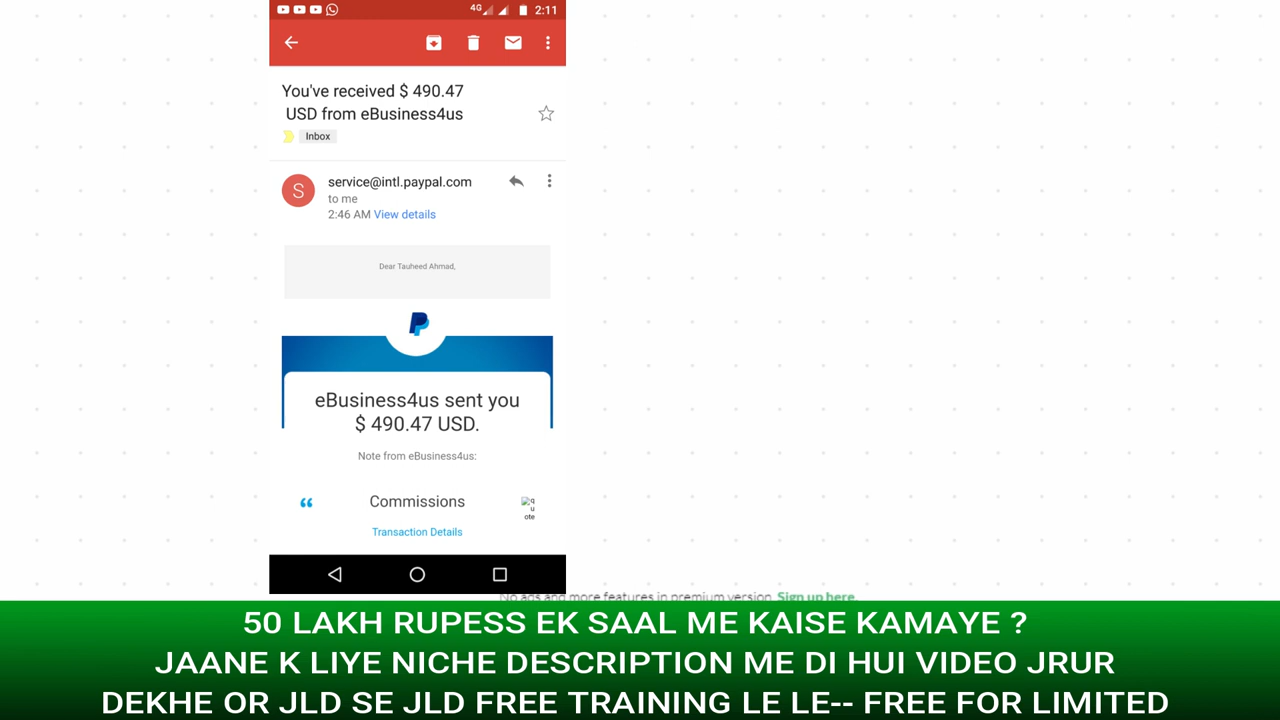 4G 2:11
You've received $ 490.47
USD from eBusiness4us
Inbox
S
service@intl.paypal.com
to me
2:46 AM View details
Dear Tauheed Ahmad,
eBusiness4us sent you
$ 490.47 USD.
Note from eBusiness4us:
“ Commissions
quote
Transaction Details
No ads and more features in premium version. Sign up here.
50 LAKH RUPESS EK SAAL ME KAISE KAMAYE ?
JAANE K LIYE NICHE DESCRIPTION ME DI HUI VIDEO JRUR
DEKHE OR JLD SE JLD FREE TRAINING LE LE-- FREE FOR LIMITED